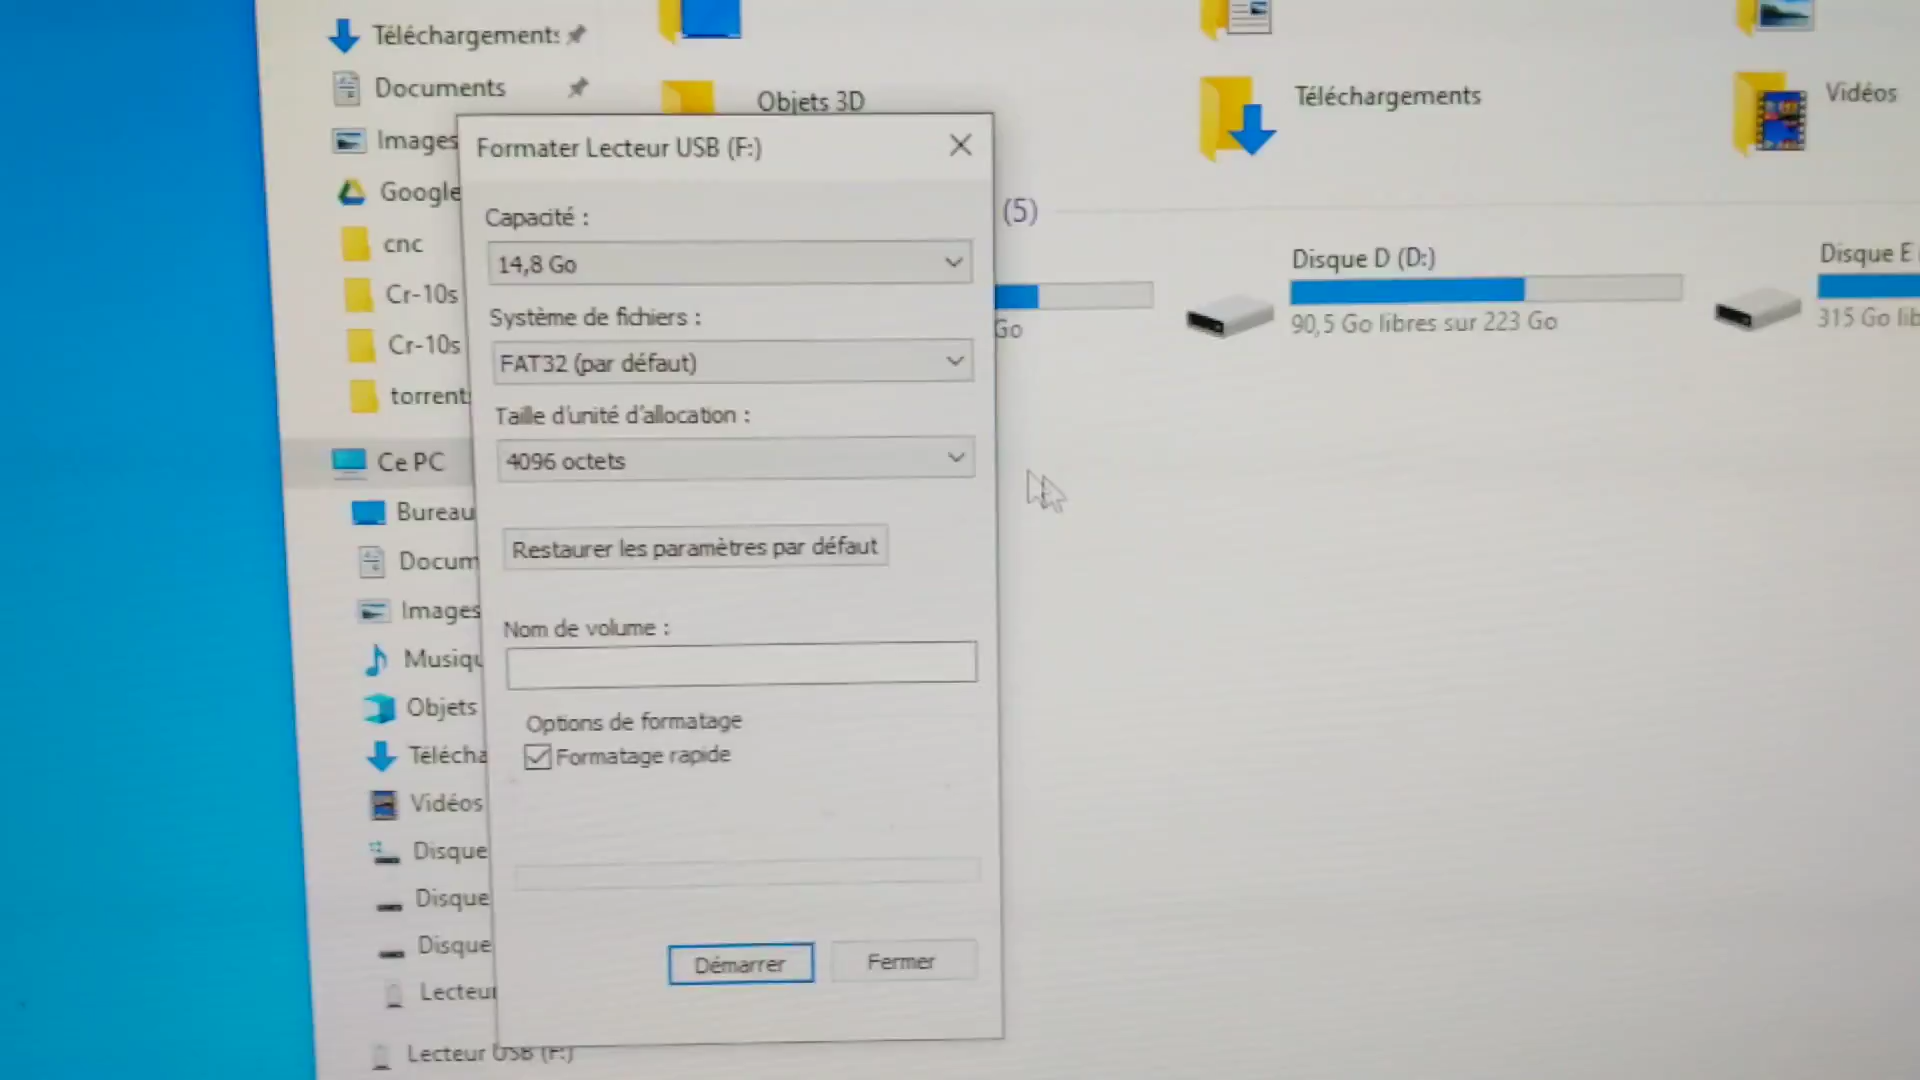 Téléchargements
Documents
Images
Google
cnc
Cr-10s
Cr-10s
torrent
Ce PC
Bureau
Docum
Images
Musiqu
Objets
Télécha
Vidéos
Disque
Disque
Disque
Lecteur
Lecteur USB (F:)
Objets 3D
Téléchargements
Vidéos
(5)
Go
Disque D (D:)
90,5 Go libres sur 223 Go
Disque E
315 Go lib
Formater Lecteur USB (F:)
Capacité :
14,8 Go
Système de fichiers :
FAT32 (par défaut)
Taille d'unité d'allocation :
4096 octets
Restaurer les paramètres par défaut
Nom de volume :
Options de formatage
Formatage rapide
Démarrer
Fermer